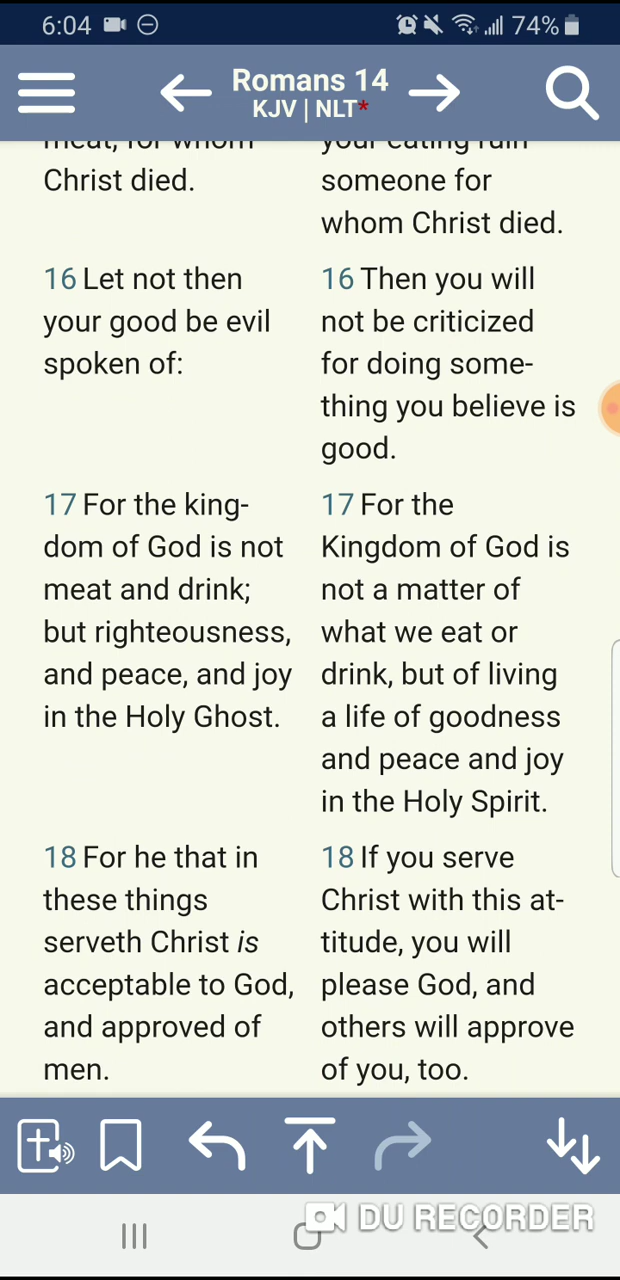 6:04 74%
Romans 14
KJV | NLT*
meat, for whom
Christ died.
16 Let not then
your good be evil
spoken of:
17 For the king-
dom of God is not
meat and drink;
but righteousness,
and peace, and joy
in the Holy Ghost.
18 For he that in
these things
serveth Christ is
acceptable to God,
and approved of
men.
your eating ruin
someone for
whom Christ died.
16 Then you will
not be criticized
for doing some-
thing you believe is
good.
17 For the
Kingdom of God is
not a matter of
what we eat or
drink, but of living
a life of goodness
and peace and joy
in the Holy Spirit.
18 If you serve
Christ with this at-
titude, you will
please God, and
others will approve
of you, too.
DU RECORDER